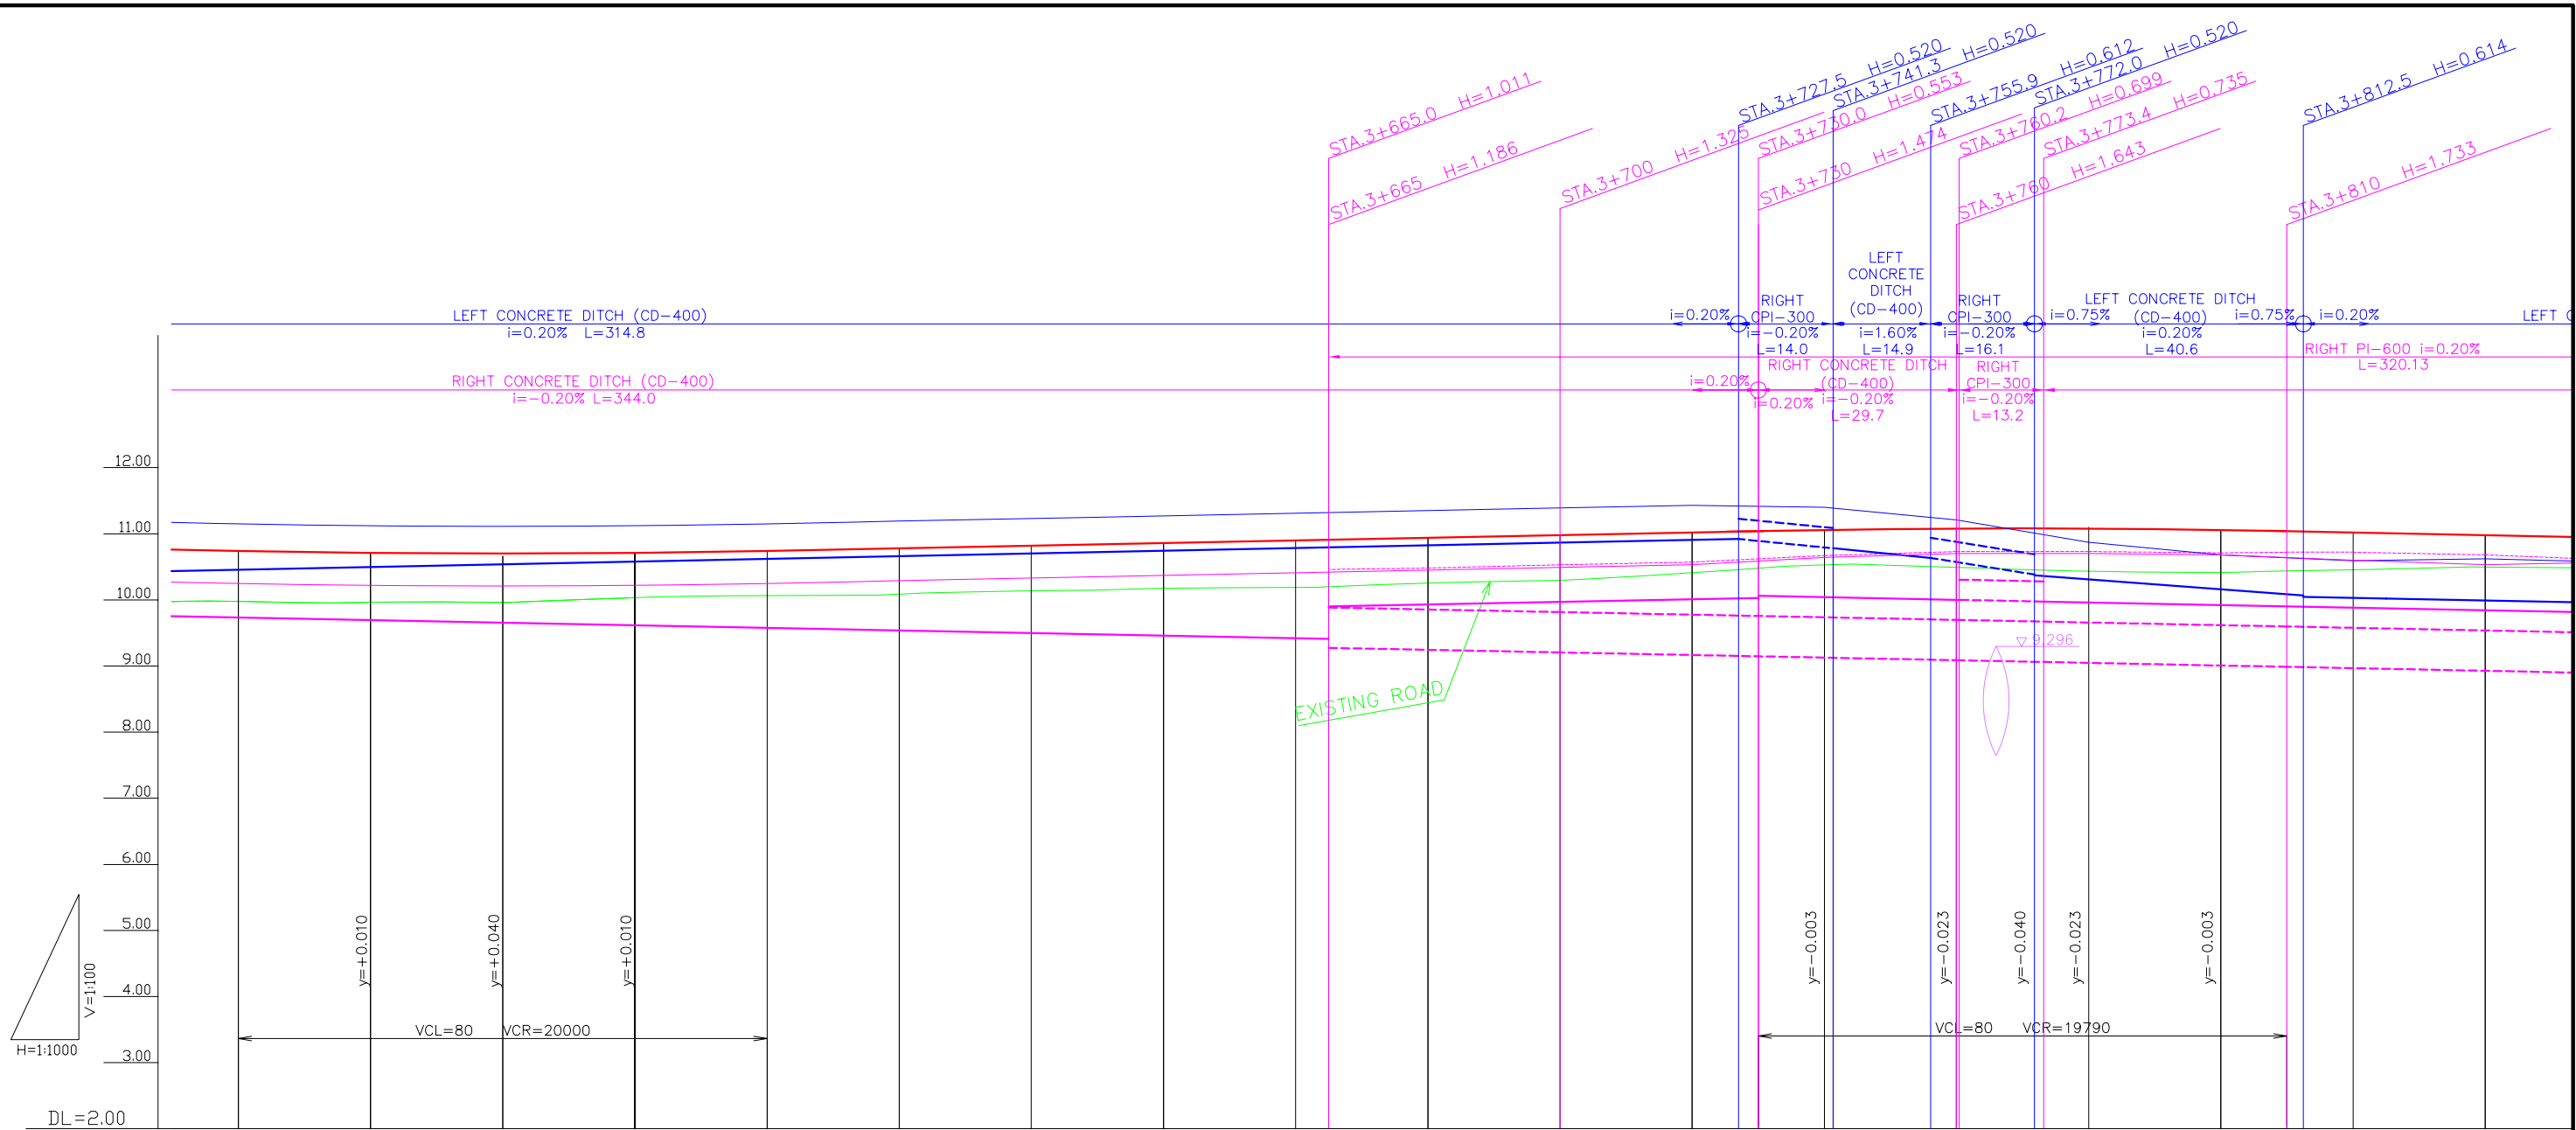 STA.3+665.0 H=1.011
STA.3+665 H=1.186
STA.3+700 H=1.325
STA.3+727.5 H=0.520
STA.3+730.0 H=0.553
STA.3+730 H=1.474
STA.3+741.3 H=0.520
STA.3+755.9 H=0.612
STA.3+760.2 H=0.699
STA.3+760 H=1.643
STA.3+772.0 H=0.520
STA.3+773.4 H=0.735
STA.3+810 H=1.733
STA.3+812.5 H=0.614
LEFT CONCRETE DITCH (CD-400)
i=0.20% L=314.8
i=0.20%
RIGHT
CPI-300
i=-0.20%
L=14.0
LEFT
CONCRETE
DITCH
(CD-400)
i=1.60%
L=14.9
RIGHT
CPI-300
i=-0.20%
L=16.1
i=0.75%
LEFT CONCRETE DITCH
(CD-400)
i=0.20%
L=40.6
i=0.75%
i=0.20%
LEFT
RIGHT PI-600 i=0.20%
L=320.13
RIGHT CONCRETE DITCH (CD-400)
i=-0.20% L=344.0
i=0.20%
i=0.20%
RIGHT CONCRETE DITCH
(CD-400)
i=-0.20%
L=29.7
RIGHT
CPI-300
i=-0.20%
L=13.2
12.00
11.00
10.00
9.00
8.00
7.00
6.00
5.00
4.00
3.00
DL=2.00
9.296
EXISTING ROAD
V=1:100
H=1:1000
y=+0.010
y=+0.040
y=+0.010
y=-0.003
y=-0.023
y=-0.040
y=-0.023
y=-0.003
VCL=80 VCR=20000
VCL=80 VCR=19790